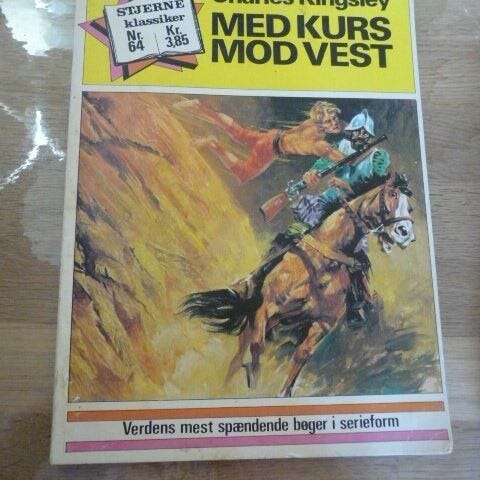 STJERNE
klassiker
Nr. 64
Kr. 3,85
Charles Kingsley
MED KURS
MOD VEST
Verdens mest spændende bøger i serieform